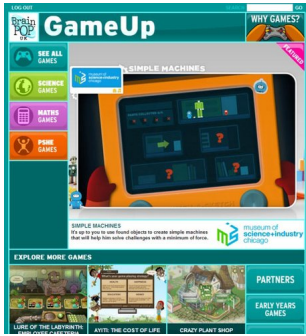 LOG OUT
SEARCH
GO
Brain
POP
UK
GameUp
WHY GAMES?
SEE ALL
GAMES
SCIENCE
GAMES
MATHS
GAMES
PSHE
GAMES
FEATURED
SIMPLE MACHINES
museum of
science+industry
chicago
SIMPLE MACHINES
It's up to you to use found objects to create simple machines
that will help him solve challenges with a minimum of force.
museum of
science+industry
chicago
EXPLORE MORE GAMES
LURE OF THE LABYRINTH:
EMPLOYEE CAFETERIA
AYITI: THE COST OF LIFE
CRAZY PLANT SHOP
PARTNERS
EARLY YEARS
GAMES